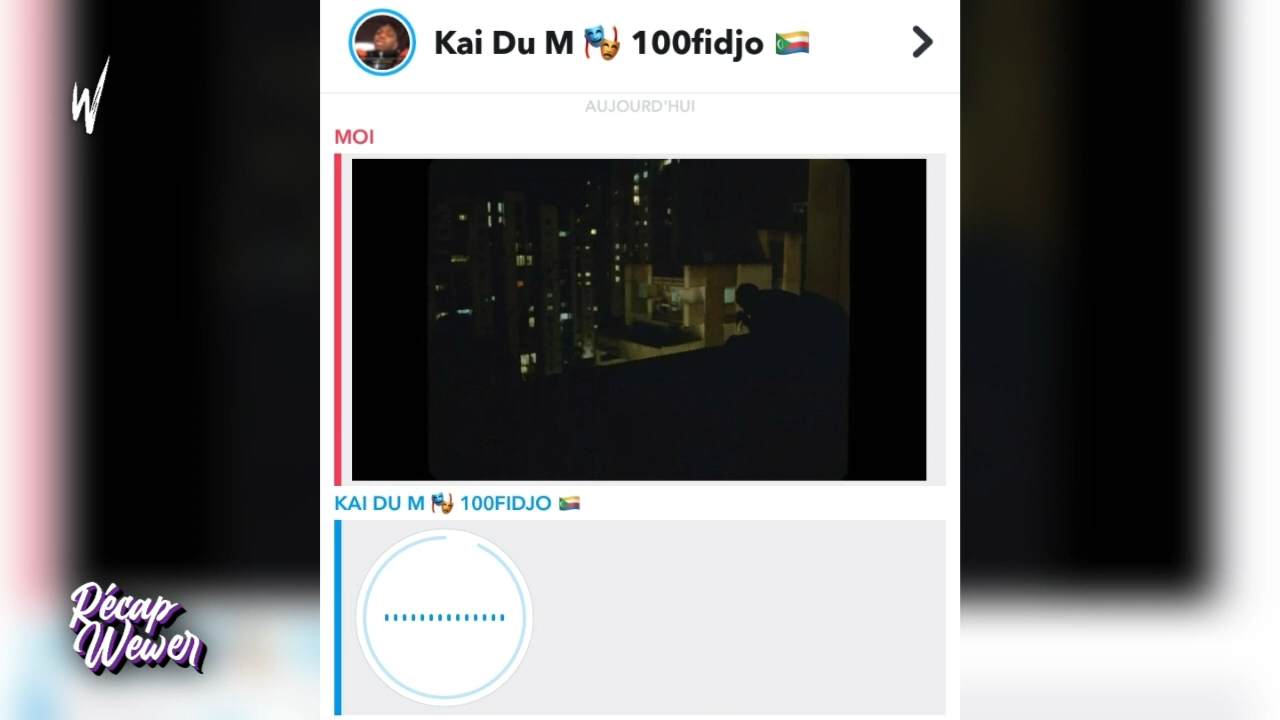 Kai Du M 🎭 100fidjo 🇰🇲
AUJOURD'HUI
MOI
KAI DU M 🎭 100FIDJO 🇰🇲
W
Récap
Wewer